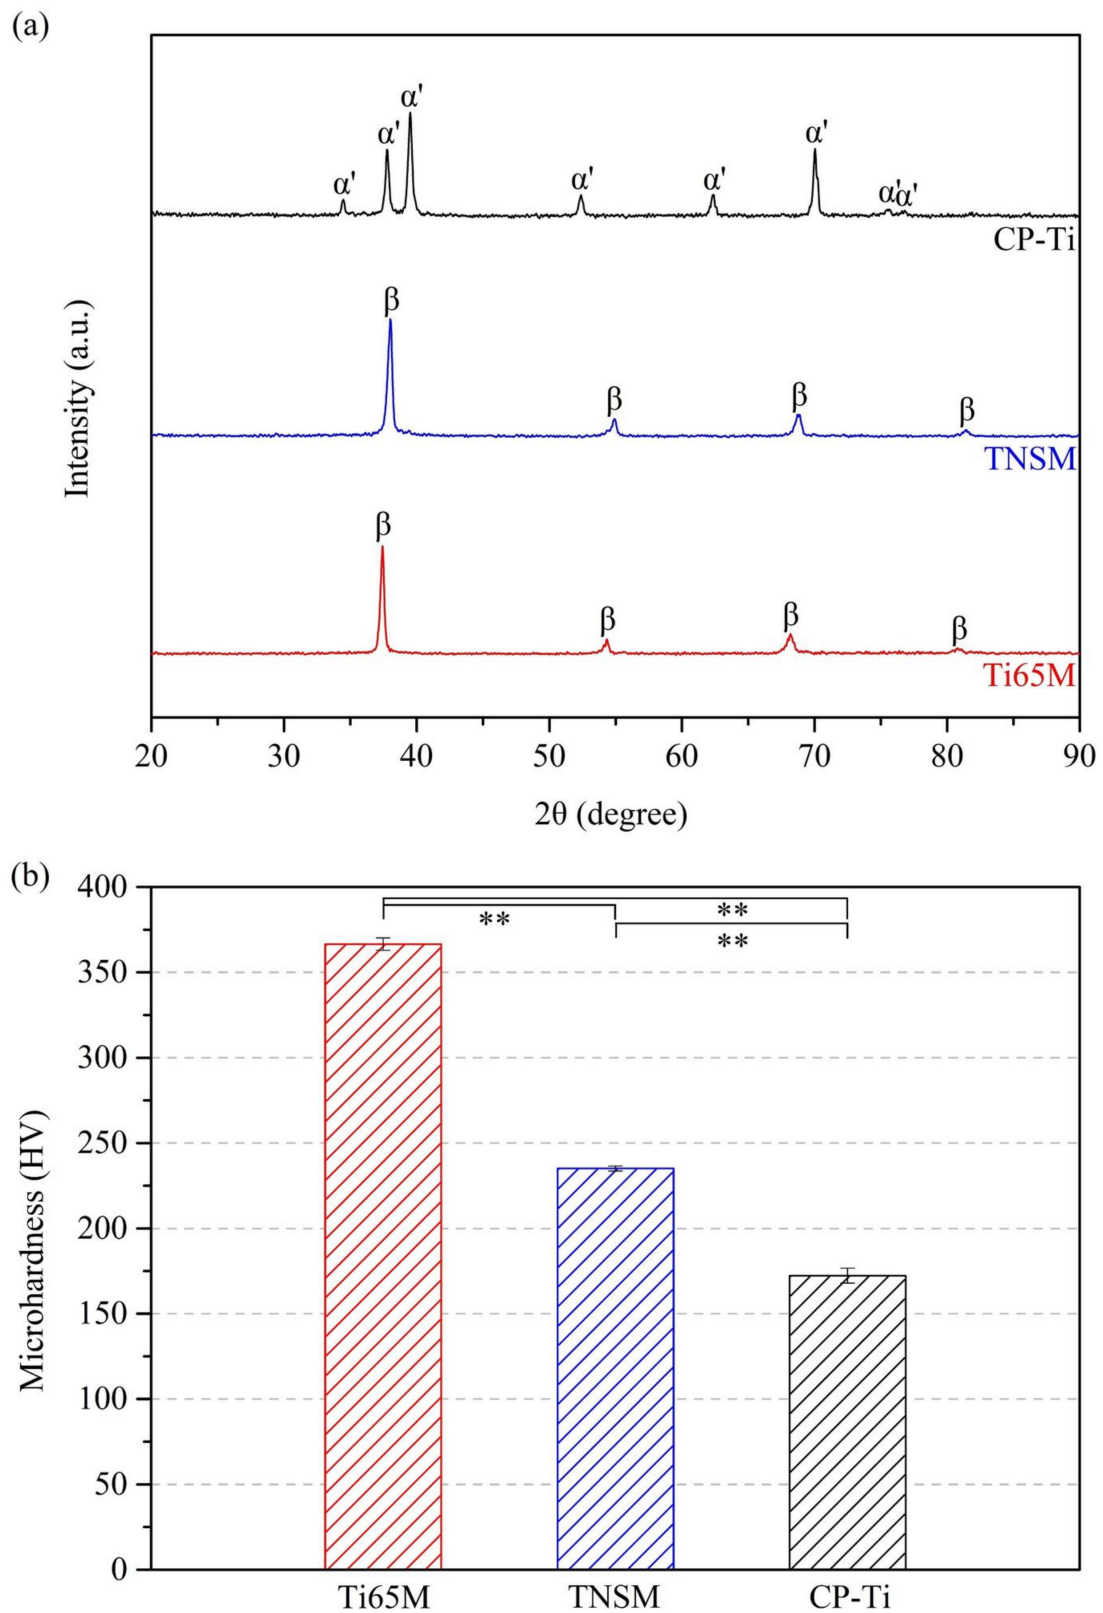 (a)
α'
α'
α'
α'
α'
α'
α'α'
CP-Ti
β
β
β
β
TNSM
β
β
β
β
Ti65M
Intensity (a.u.)
20 30 40 50 60 70 80 90
2θ (degree)
(b)
400
350
300
250
200
150
100
50
0
Microhardness (HV)
**
**
**
Ti65M TNSM CP-Ti